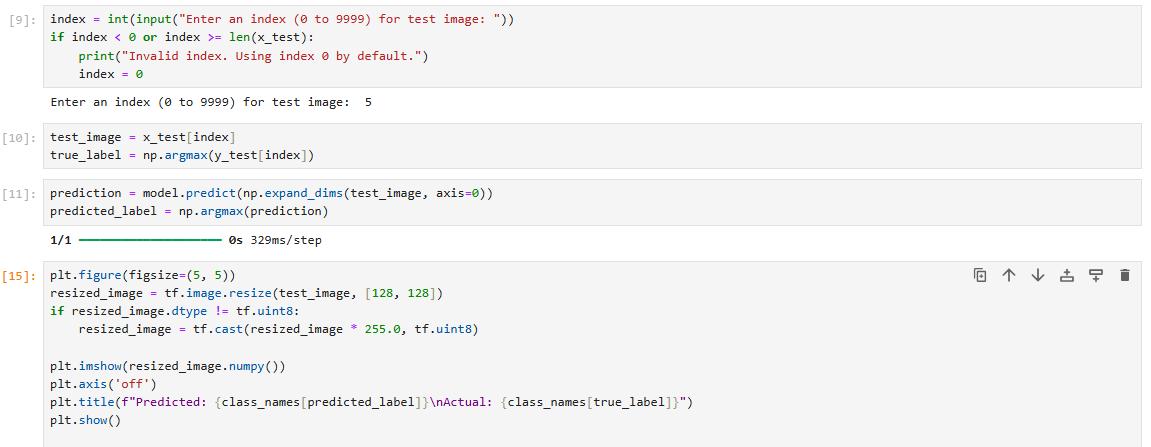 [9]: index = int(input("Enter an index (0 to 9999) for test image: "))
if index < 0 or index >= len(x_test):
    print("Invalid index. Using index 0 by default.")
    index = 0
Enter an index (0 to 9999) for test image:  5
[10]: test_image = x_test[index]
true_label = np.argmax(y_test[index])
[11]: prediction = model.predict(np.expand_dims(test_image, axis=0))
predicted_label = np.argmax(prediction)
1/1 ━━━━━━━━━━━━━━━━━━━━ 0s 329ms/step
[15]: plt.figure(figsize=(5, 5))
resized_image = tf.image.resize(test_image, [128, 128])
if resized_image.dtype != tf.uint8:
    resized_image = tf.cast(resized_image * 255.0, tf.uint8)
plt.imshow(resized_image.numpy())
plt.axis('off')
plt.title(f"Predicted: {class_names[predicted_label]}\nActual: {class_names[true_label]}")
plt.show()